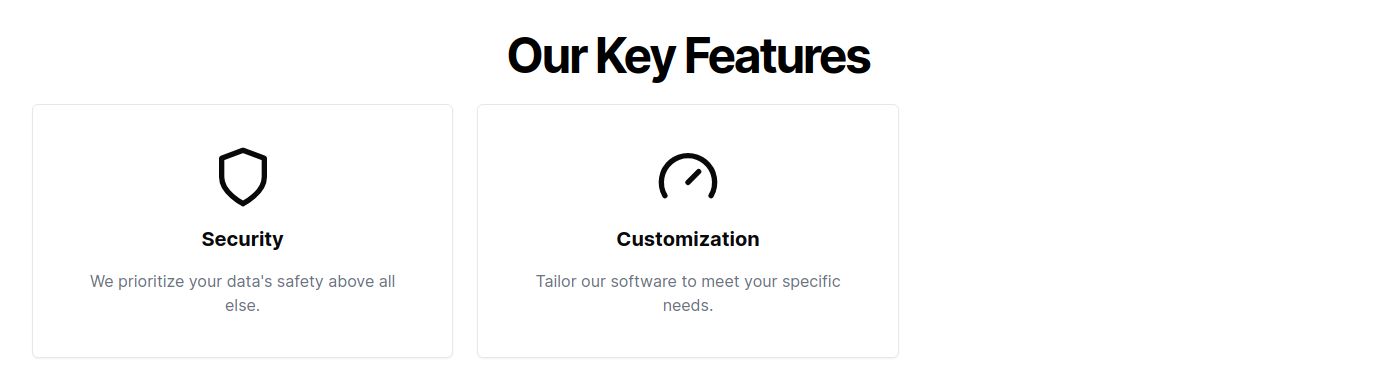 Our Key Features
Security
We prioritize your data's safety above all
else.
Customization
Tailor our software to meet your specific
needs.